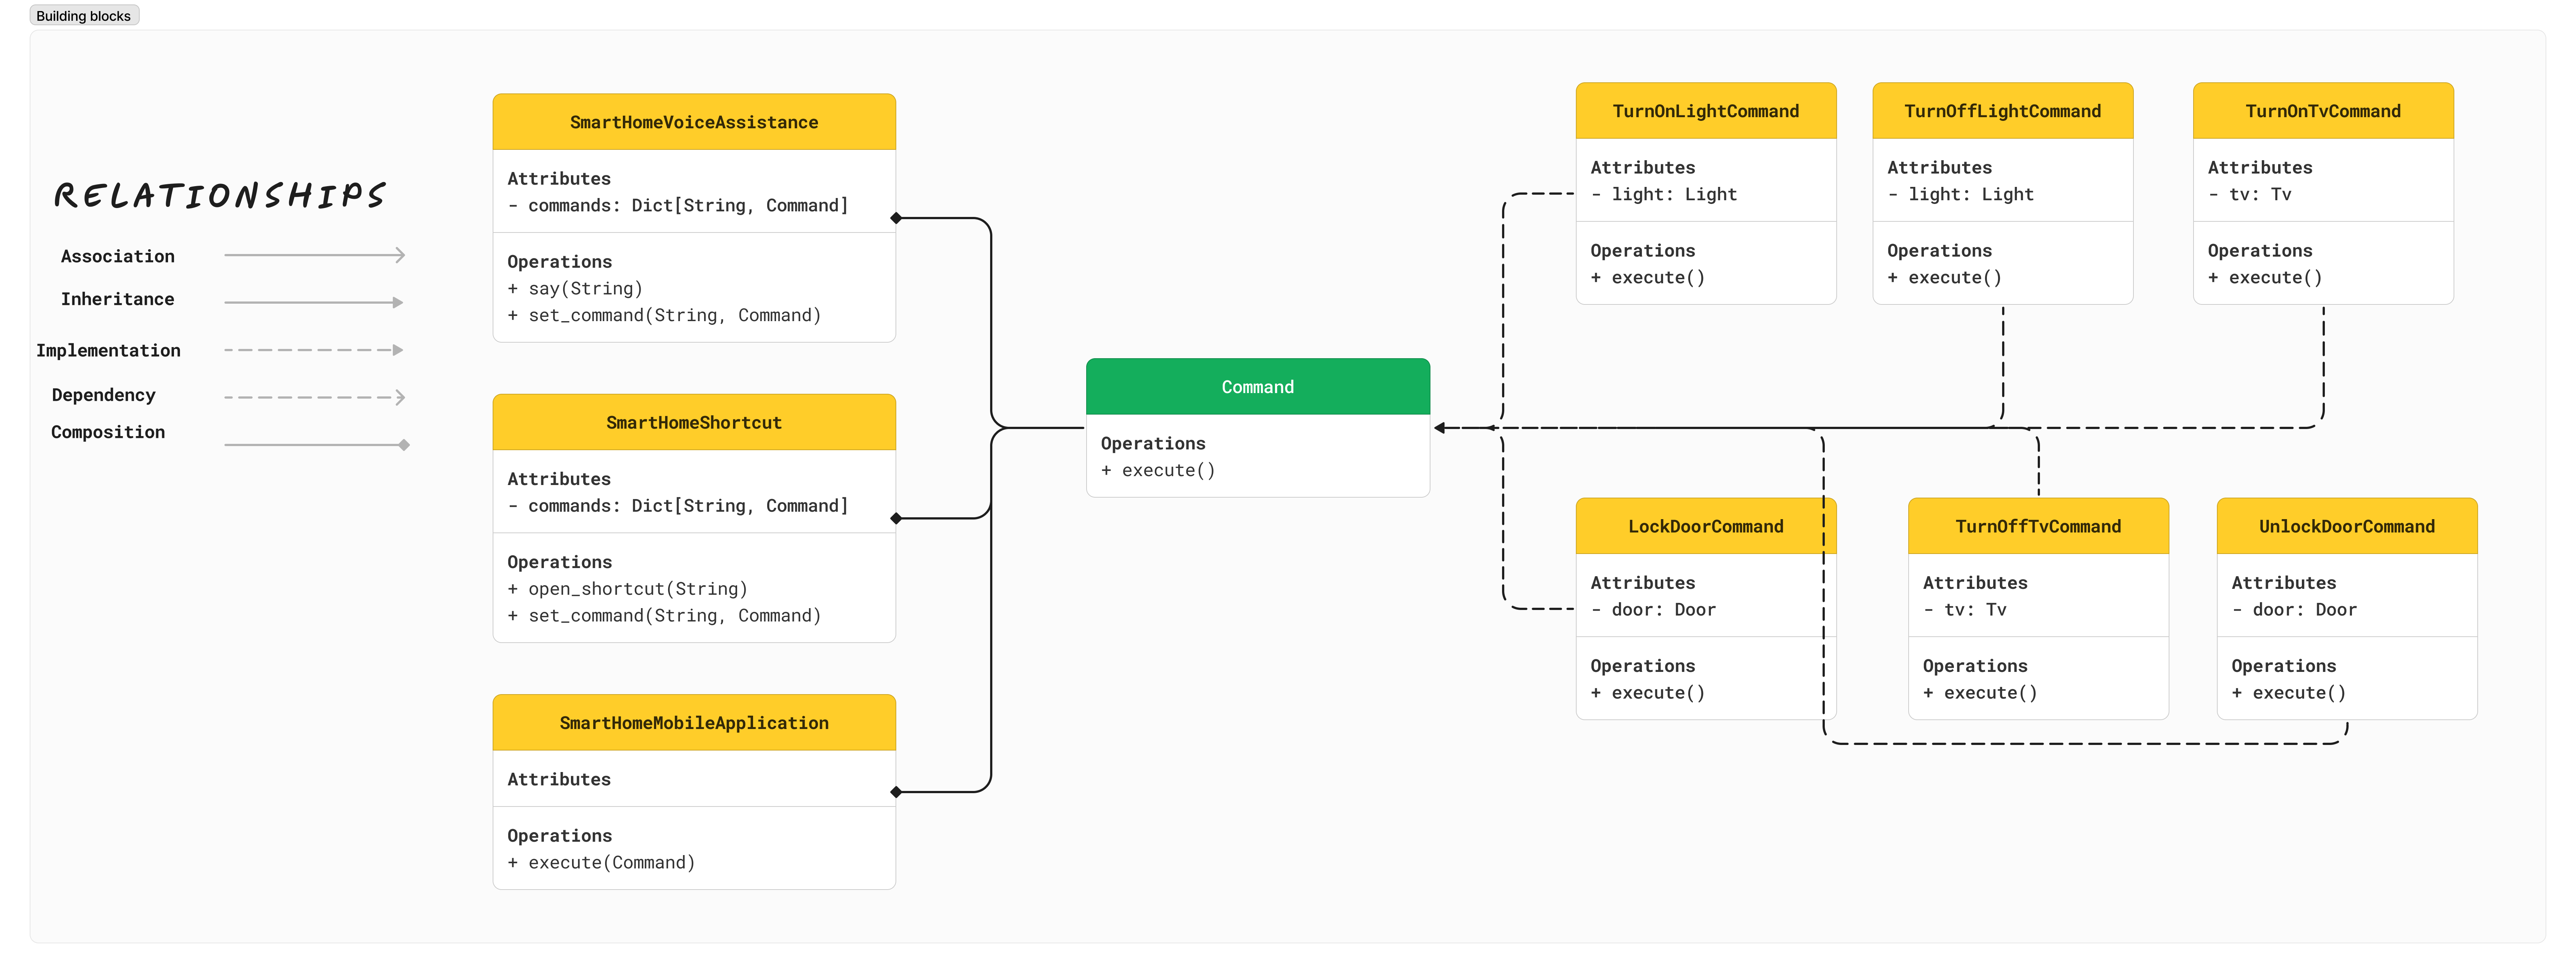 Building blocks
RELATIONSHIPS
Association
Inheritance
Implementation
Dependency
Composition
SmartHomeVoiceAssistance
Attributes
- commands: Dict[String, Command]
Operations
+ say(String)
+ set_command(String, Command)
SmartHomeShortcut
Attributes
- commands: Dict[String, Command]
Operations
+ open_shortcut(String)
+ set_command(String, Command)
SmartHomeMobileApplication
Attributes
Operations
+ execute(Command)
Command
Operations
+ execute()
TurnOnLightCommand
Attributes
- light: Light
Operations
+ execute()
TurnOffLightCommand
Attributes
- light: Light
Operations
+ execute()
TurnOnTvCommand
Attributes
- tv: Tv
Operations
+ execute()
LockDoorCommand
Attributes
- door: Door
Operations
+ execute()
TurnOffTvCommand
Attributes
- tv: Tv
Operations
+ execute()
UnlockDoorCommand
Attributes
- door: Door
Operations
+ execute()